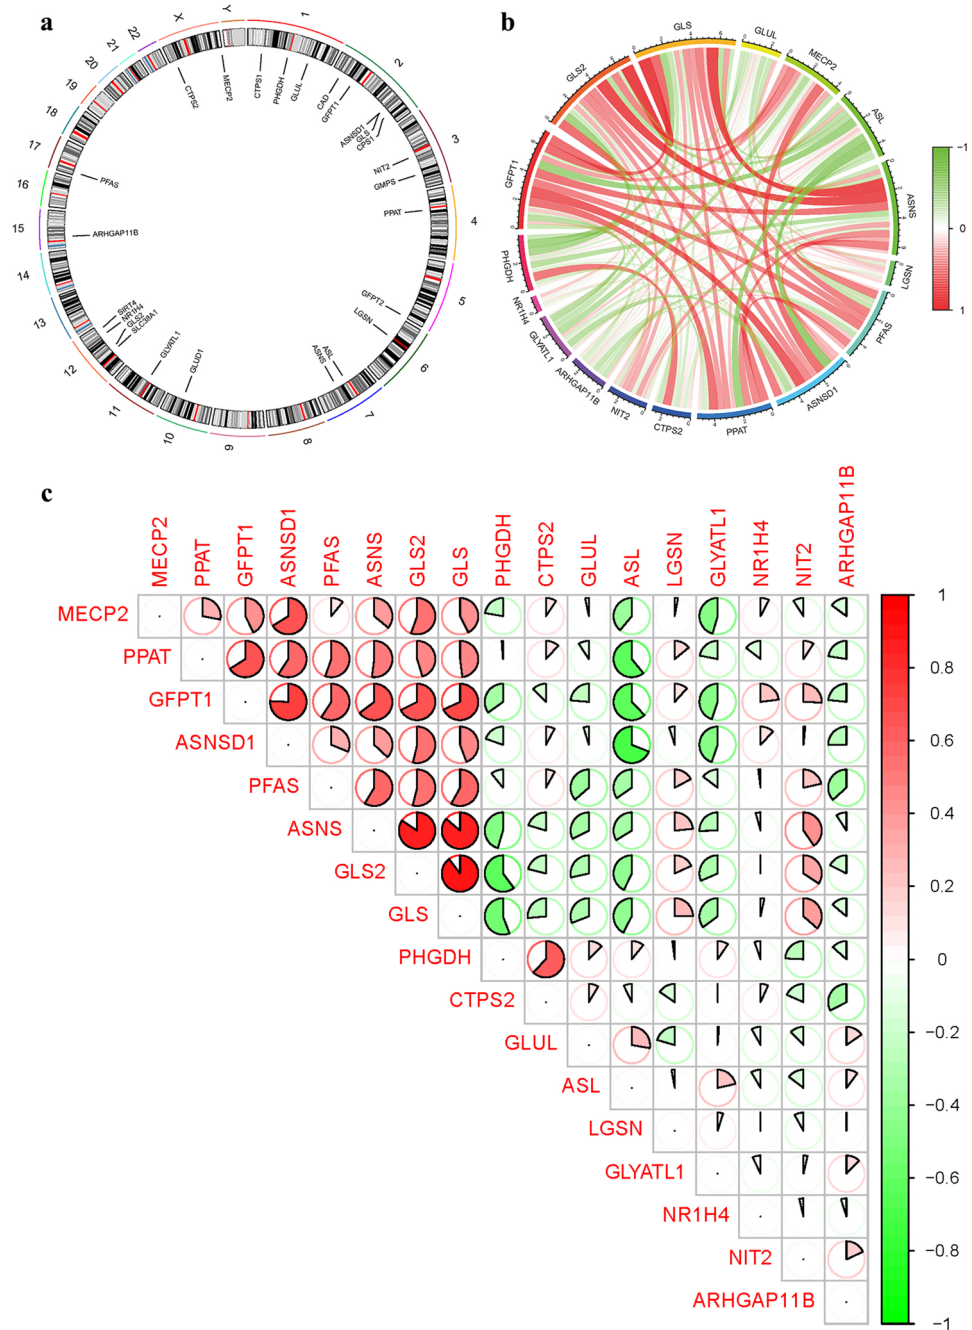 a
1
2
3
4
5
6
7
8
9
10
11
12
13
14
15
16
17
18
19
20
21
22
X
Y
CTPS2
MECP2
CTPS1
PHGDH
GLUL
CAD
GFPT1
ASNSD1
GLS
CPS1
NIT2
GMPS
PPAT
GFPT2
LGSN
ASL
ASNS
GLUD1
GLYATL1
SIRT4
NR1H4
GLS2
SLC38A1
ARHGAP11B
PFAS
b
GLS
GLUL
MECP2
ASL
ASNS
LGSN
PFAS
ASNSD1
PPAT
CTPS2
NIT2
ARHGAP11B
GLYATL1
NR1H4
PHGDH
GFPT1
GLS2
-1
0
1
c
MECP2 PPAT GFPT1 ASNSD1 PFAS ASNS GLS2 GLS PHGDH CTPS2 GLUL ASL LGSN GLYATL1 NR1H4 NIT2 ARHGAP11B
MECP2
PPAT
GFPT1
ASNSD1
PFAS
ASNS
GLS2
GLS
PHGDH
CTPS2
GLUL
ASL
LGSN
GLYATL1
NR1H4
NIT2
ARHGAP11B
1
0.8
0.6
0.4
0.2
0
−0.2
−0.4
−0.6
−0.8
−1